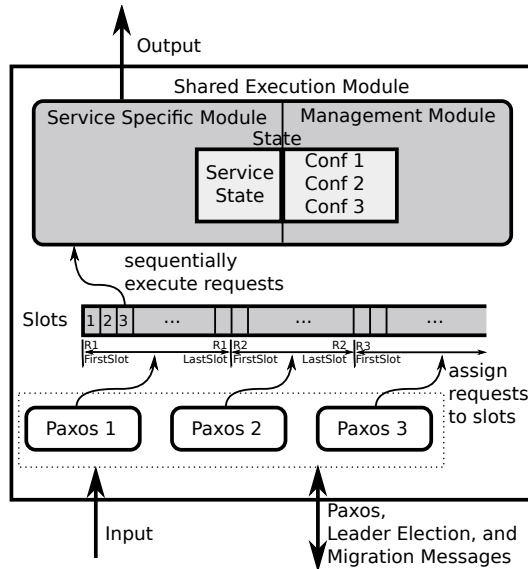 Output
Shared Execution Module
Service Specific Module
Management Module
State
Service
State
Conf 1
Conf 2
Conf 3
sequentially
execute requests
Slots
1 2 3 ... ... ...
R1 R1 R2 R2 R3
FirstSlot LastSlot FirstSlot LastSlot FirstSlot
assign
requests
to slots
Paxos 1 Paxos 2 Paxos 3
Input
Paxos,
Leader Election, and
Migration Messages